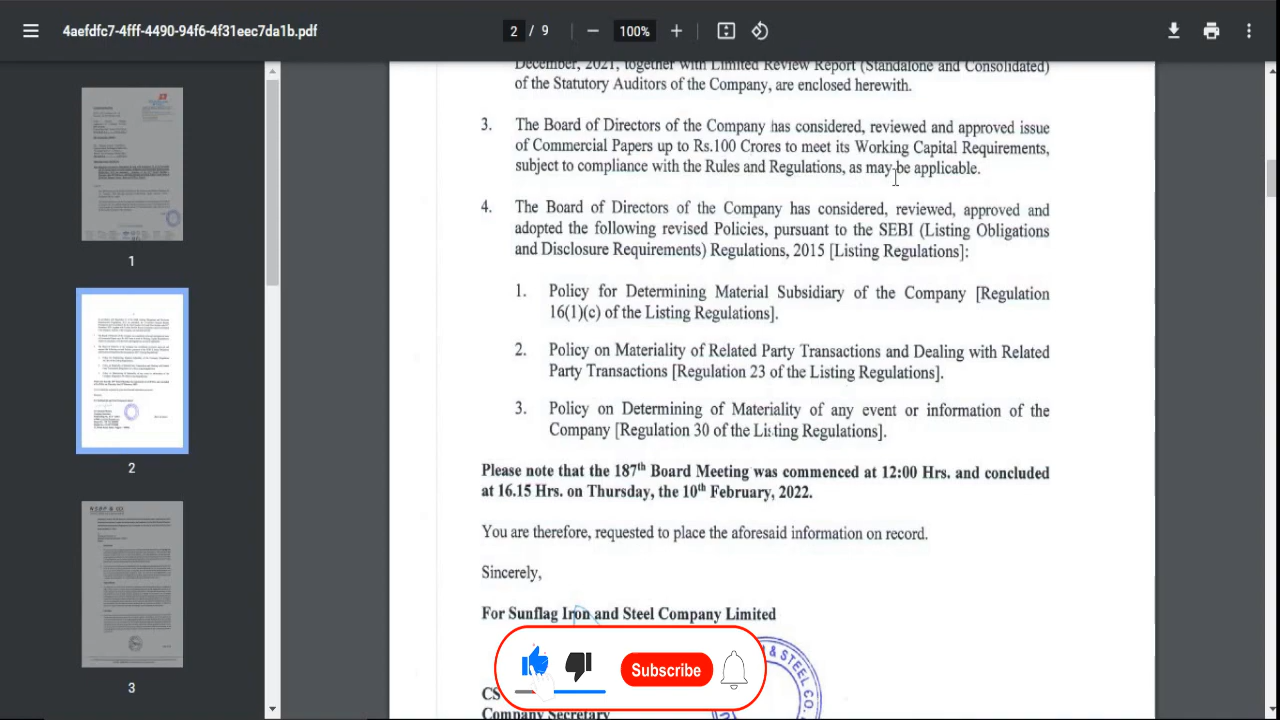 4aefdfc7-4fff-4490-94f6-4f31eec7da1b.pdf
2 / 9
100%
1
2
3
December, 2021, together with Limited Review Report (Standalone and Consolidated)
of the Statutory Auditors of the Company, are enclosed herewith.
3. The Board of Directors of the Company has considered, reviewed and approved issue
of Commercial Papers up to Rs.100 Crores to meet its Working Capital Requirements,
subject to compliance with the Rules and Regulations, as may be applicable.
4. The Board of Directors of the Company has considered, reviewed, approved and
adopted the following revised Policies, pursuant to the SEBI (Listing Obligations
and Disclosure Requirements) Regulations, 2015 [Listing Regulations]:
1. Policy for Determining Material Subsidiary of the Company [Regulation
16(1)(c) of the Listing Regulations].
2. Policy on Materiality of Related Party Transactions and Dealing with Related
Party Transactions [Regulation 23 of the Listing Regulations].
3. Policy on Determining of Materiality of any event or information of the
Company [Regulation 30 of the Listing Regulations].
Please note that the 187th Board Meeting was commenced at 12:00 Hrs. and concluded
at 16.15 Hrs. on Thursday, the 10th February, 2022.
You are therefore, requested to place the aforesaid information on record.
Sincerely,
For Sunflag Iron and Steel Company Limited
Subscribe
& STEEL CO.
CS
Company Secretary